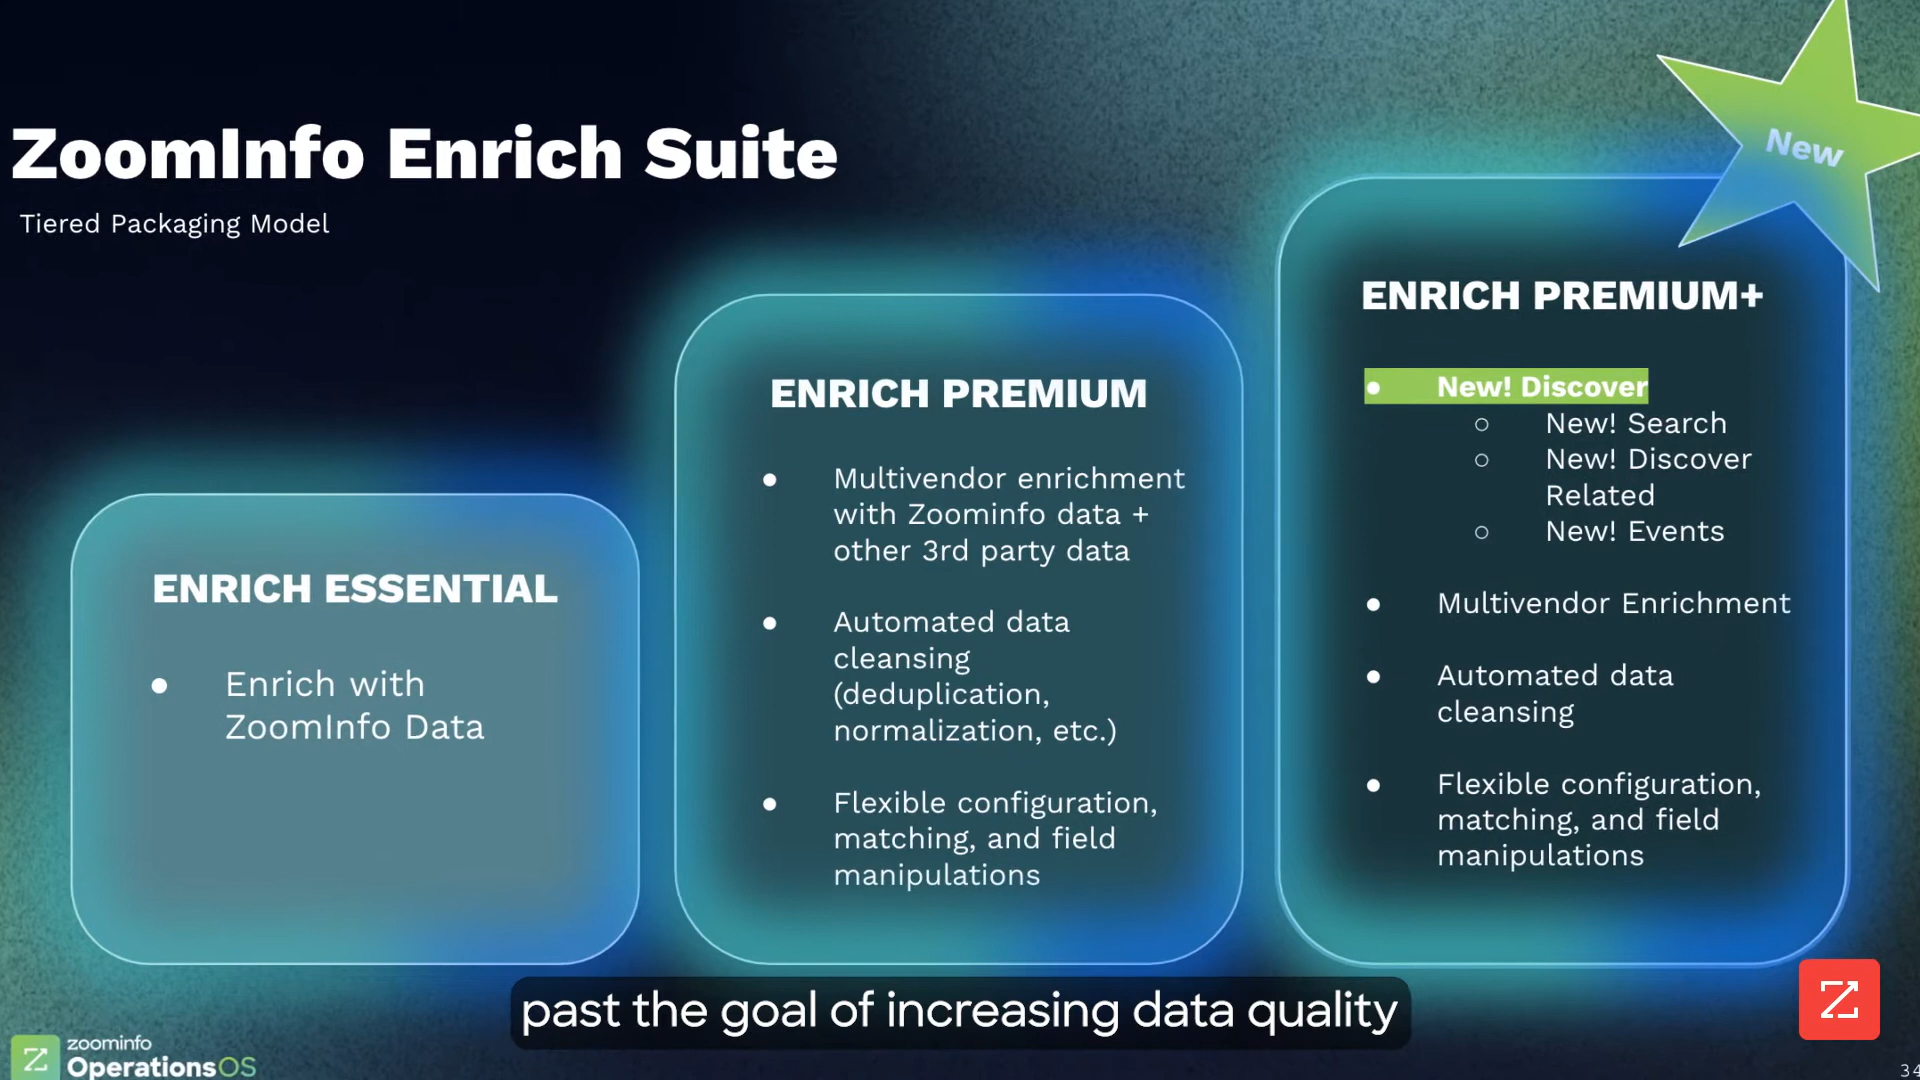 ZoomInfo Enrich Suite
Tiered Packaging Model
New
ENRICH ESSENTIAL
● Enrich with
ZoomInfo Data
ENRICH PREMIUM
● Multivendor enrichment
with Zoominfo data +
other 3rd party data
● Automated data
cleansing
(deduplication,
normalization, etc.)
● Flexible configuration,
matching, and field
manipulations
ENRICH PREMIUM+
● New! Discover
○ New! Search
○ New! Discover
Related
○ New! Events
● Multivendor Enrichment
● Automated data
cleansing
● Flexible configuration,
matching, and field
manipulations
past the goal of increasing data quality
zoominfo
OperationsOS
34